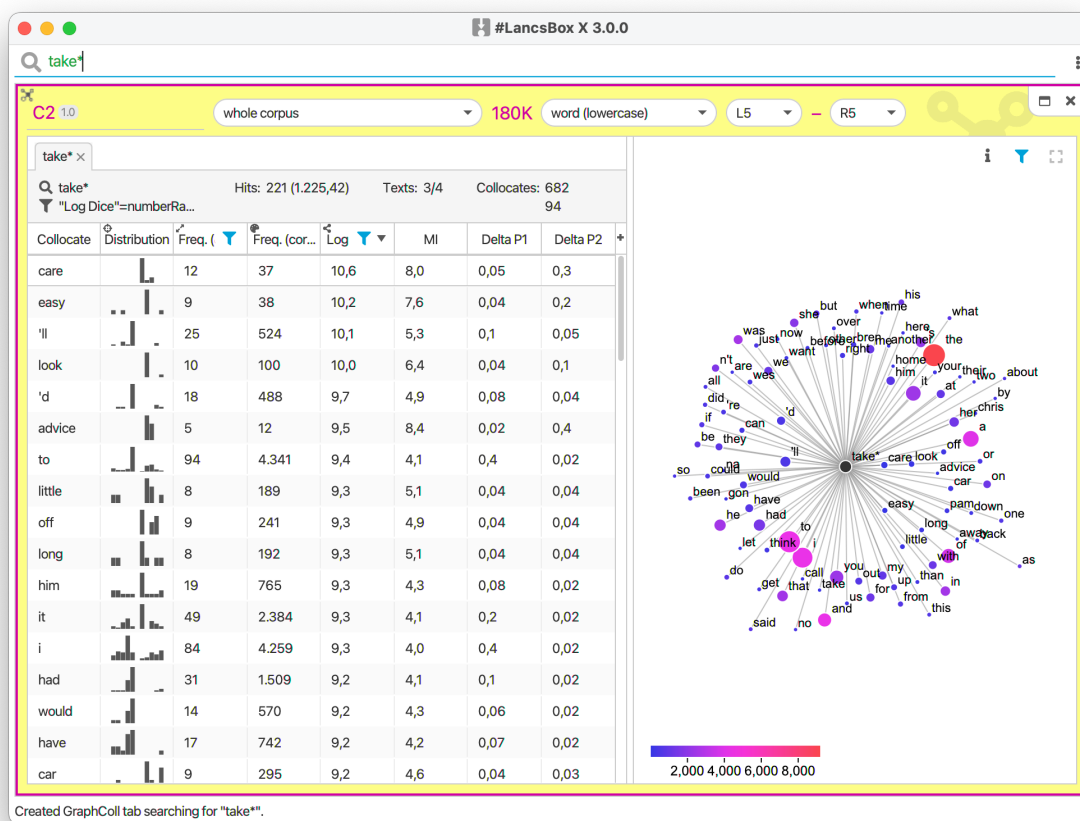 #LancsBox X 3.0.0
take*
C2 1.0 whole corpus 180K word (lowercase) L5 – R5
take*
take* Hits: 221 (1.225,42) Texts: 3/4 Collocates: 682
"Log Dice"=numberRa... 94
Collocate Distribution Freq. ( Freq. (cor... Log MI Delta P1 Delta P2 +
care 12 37 10,6 8,0 0,05 0,3
easy 9 38 10,2 7,6 0,04 0,2
'll 25 524 10,1 5,3 0,1 0,05
look 10 100 10,0 6,4 0,04 0,1
'd 18 488 9,7 4,9 0,08 0,04
advice 5 12 9,5 8,4 0,02 0,4
to 94 4.341 9,4 4,1 0,4 0,02
little 8 189 9,3 5,1 0,04 0,04
off 9 241 9,3 4,9 0,04 0,04
long 8 192 9,3 5,1 0,04 0,04
him 19 765 9,3 4,3 0,08 0,02
it 49 2.384 9,3 4,1 0,2 0,02
i 84 4.259 9,3 4,0 0,4 0,02
had 31 1.509 9,2 4,1 0,1 0,02
would 14 570 9,2 4,3 0,06 0,02
have 17 742 9,2 4,2 0,07 0,02
car 9 295 9,2 4,6 0,04 0,03
his
but when time
she what
over here 's
was just now other bren me another the
before right
want
n't are we home your their
him two about
all wes it at
by
did 're her chris
'd a
if can
be they off
'll take* care look or
so could na advice
would car on
been gon have easy pam down
he had one
to long away back
let think i little of
with as
do call you out my than
get that take up in
us for from
and this
said no
2,000 4,000 6,000 8,000
Created GraphColl tab searching for "take*".